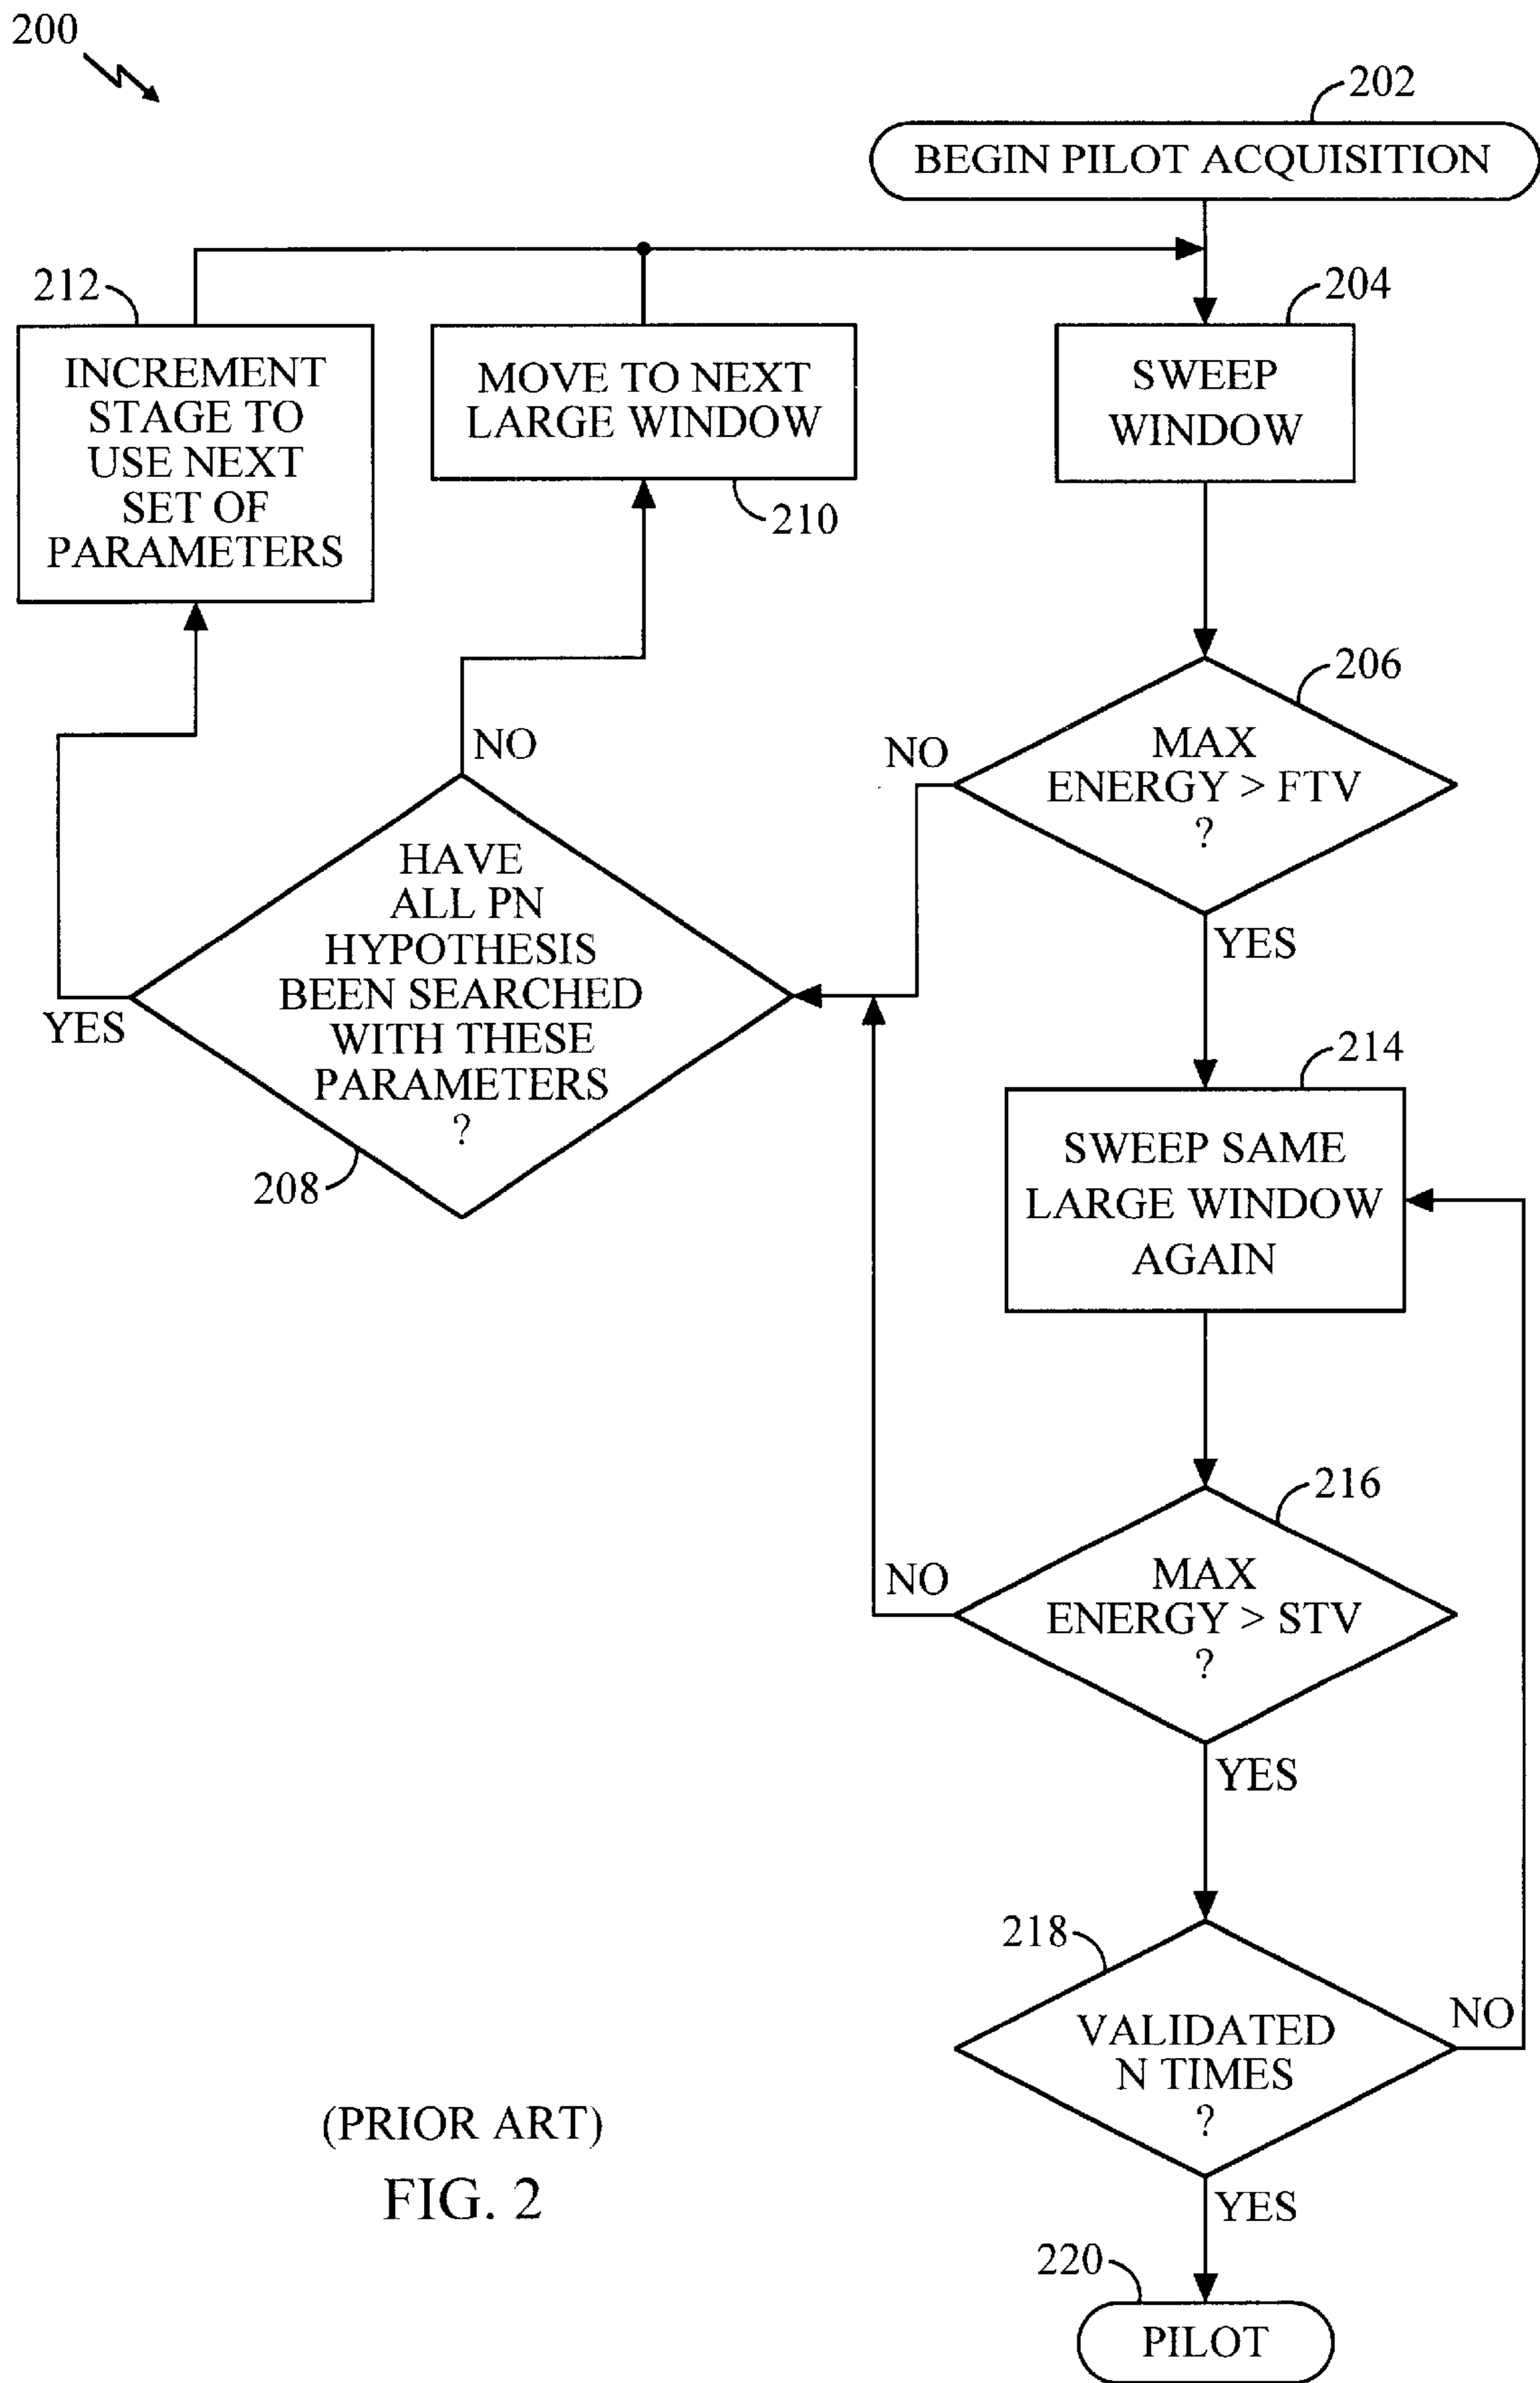 200
202
BEGIN PILOT ACQUISITION
212
204
INCREMENT
STAGE TO
USE NEXT
SET OF
PARAMETERS
MOVE TO NEXT
LARGE WINDOW
210
SWEEP
WINDOW
206
MAX
ENERGY > FTV
?
NO
YES
NO
HAVE
ALL PN
HYPOTHESIS
BEEN SEARCHED
WITH THESE
PARAMETERS
?
YES
208
214
SWEEP SAME
LARGE WINDOW
AGAIN
216
MAX
ENERGY > STV
?
NO
YES
218
VALIDATED
N TIMES
?
NO
YES
220
PILOT
(PRIOR ART)
FIG. 2